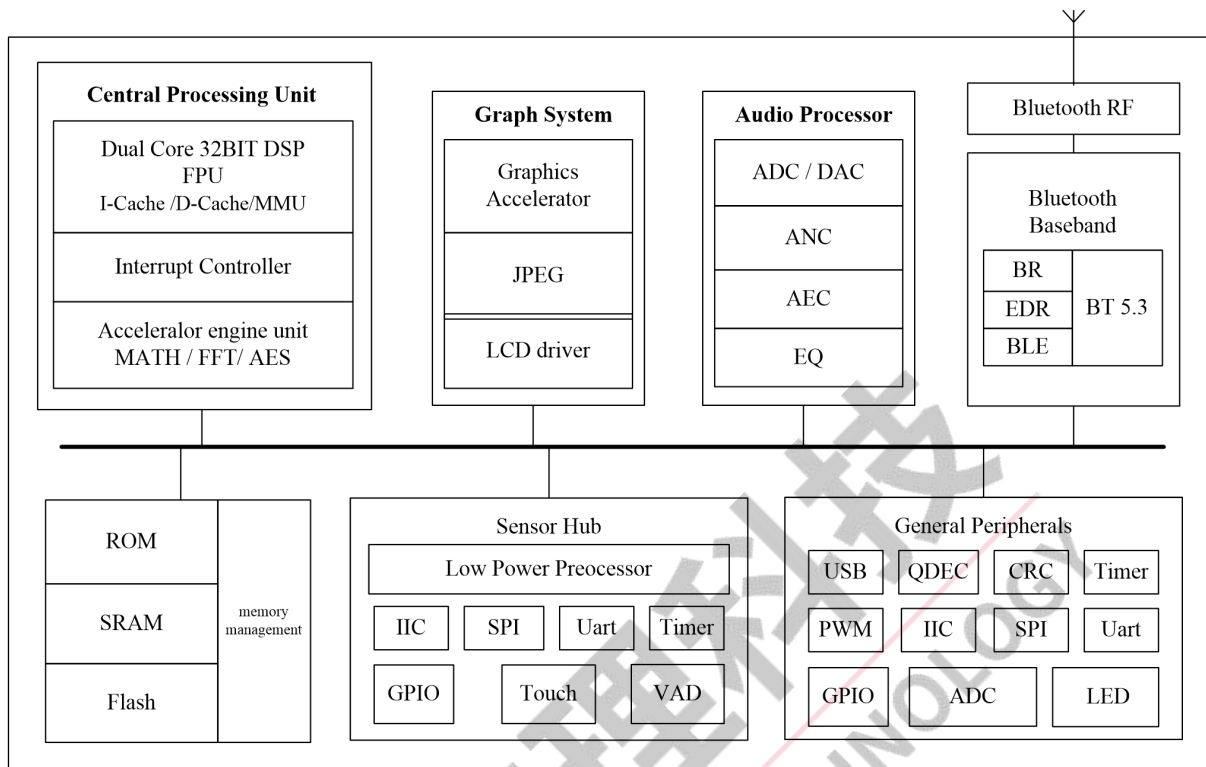 Central Processing Unit
Dual Core 32BIT DSP
FPU
I-Cache /D-Cache/MMU
Interrupt Controller
Acceleralor engine unit
MATH / FFT/ AES
Graph System
Graphics
Accelerator
JPEG
LCD driver
Audio Processor
ADC / DAC
ANC
AEC
EQ
Bluetooth RF
Bluetooth
Baseband
BR
EDR
BLE
BT 5.3
ROM
SRAM
Flash
memory
management
Sensor Hub
Low Power Preocessor
IIC
SPI
Uart
Timer
GPIO
Touch
VAD
General Peripherals
USB
QDEC
CRC
Timer
PWM
IIC
SPI
Uart
GPIO
ADC
LED
理科技